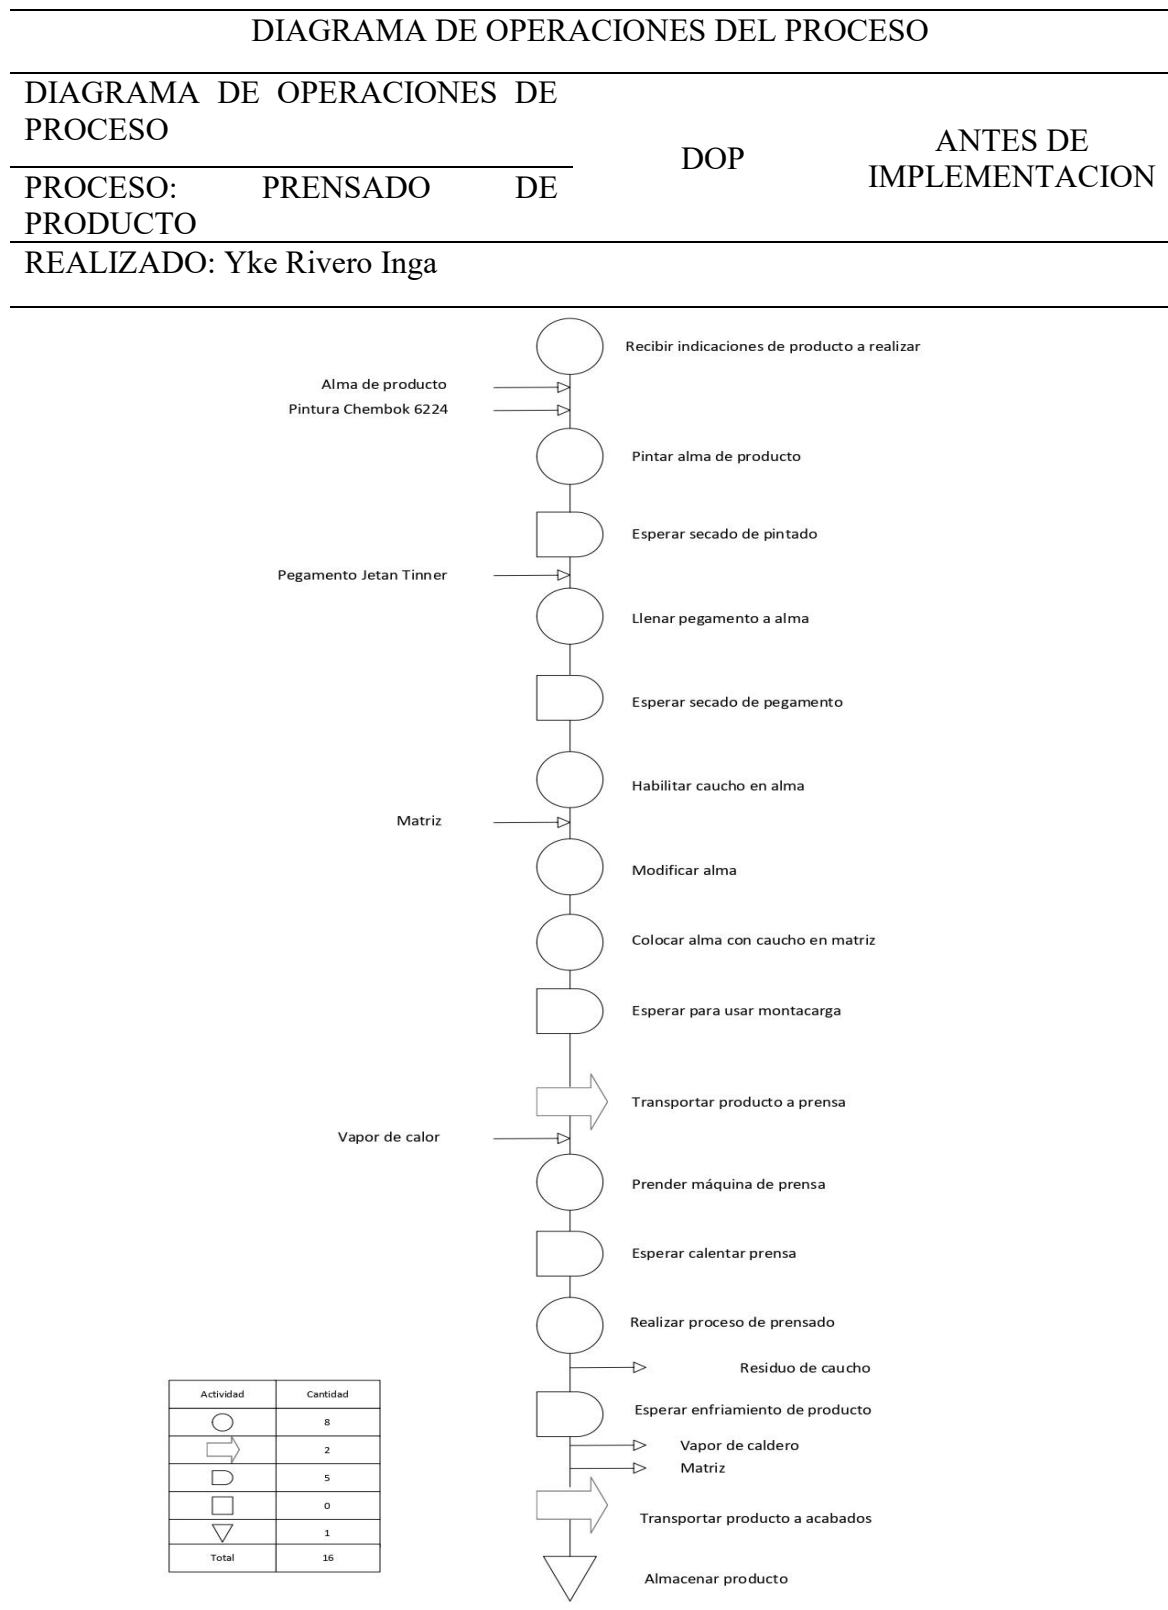 DIAGRAMA DE OPERACIONES DEL PROCESO
DIAGRAMA DE OPERACIONES DE
PROCESO
DOP
ANTES DE
IMPLEMENTACION
PROCESO: PRENSADO DE
PRODUCTO
REALIZADO: Yke Rivero Inga
Recibir indicaciones de producto a realizar
Alma de producto
Pintura Chembok 6224
Pintar alma de producto
Esperar secado de pintado
Pegamento Jetan Tinner
Llenar pegamento a alma
Esperar secado de pegamento
Habilitar caucho en alma
Matriz
Modificar alma
Colocar alma con caucho en matriz
Esperar para usar montacarga
Transportar producto a prensa
Vapor de calor
Prender máquina de prensa
Esperar calentar prensa
Realizar proceso de prensado
Residuo de caucho
Esperar enfriamiento de producto
Vapor de caldero
Matriz
Transportar producto a acabados
Almacenar producto
Actividad Cantidad
8
2
5
0
1
Total 16